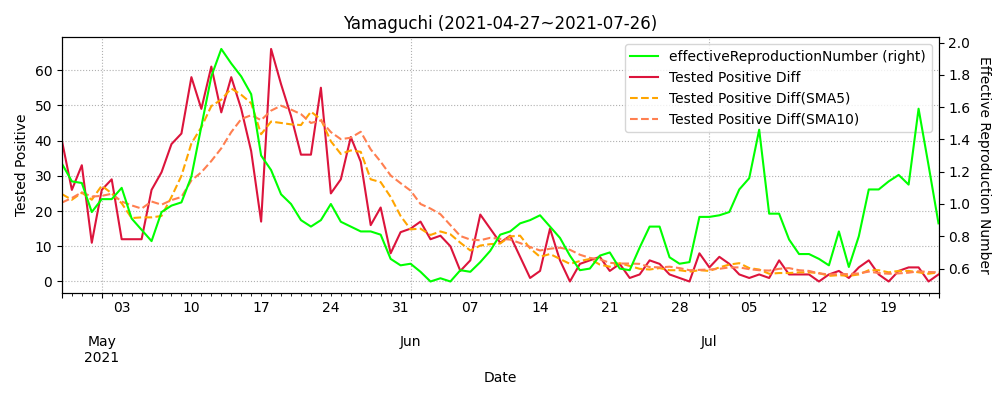 Yamaguchi (2021-04-27~2021-07-26)
effectiveReproductionNumber (right)
Tested Positive Diff
Tested Positive Diff(SMA5)
Tested Positive Diff(SMA10)
Tested Positive
60
50
40
30
20
10
0
Effective Reproduction Number
2.0
1.8
1.6
1.4
1.2
1.0
0.8
0.6
03 10 17 24 31 07 14 21 28 05 12 19
May Jun Jul
2021
Date